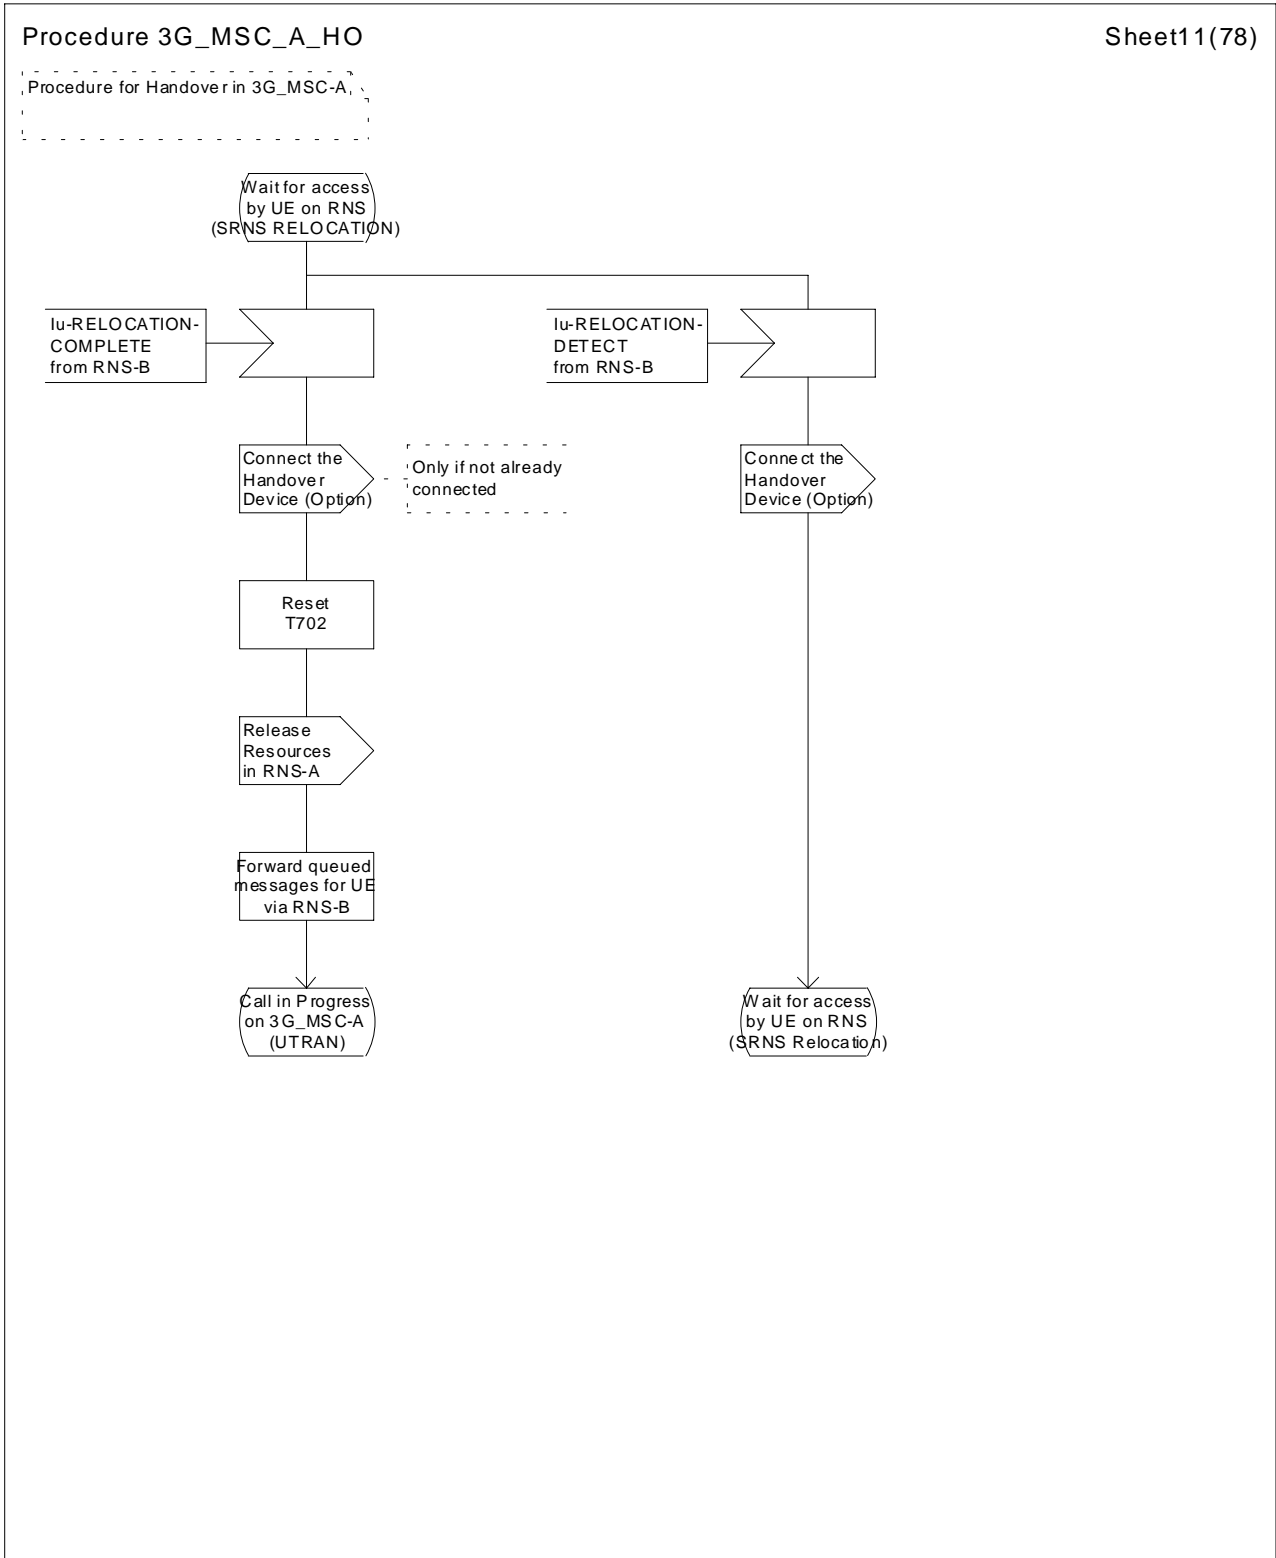 Procedure 3G_MSC_A_HO
Sheet11(78)
Procedure for Handover in 3G_MSC-A
Wait for access
by UE on RNS
(SRNS RELOCATION)
Iu-RELOCATION-
COMPLETE
from RNS-B
Iu-RELOCATION-
DETECT
from RNS-B
Connect the
Handover
Device (Option)
Only if not already
connected
Connect the
Handover
Device (Option)
Reset
T702
Release
Resources
in RNS-A
Forward queued
messages for UE
via RNS-B
Call in Progress
on 3G_MSC-A
(UTRAN)
Wait for access
by UE on RNS
(SRNS Relocation)